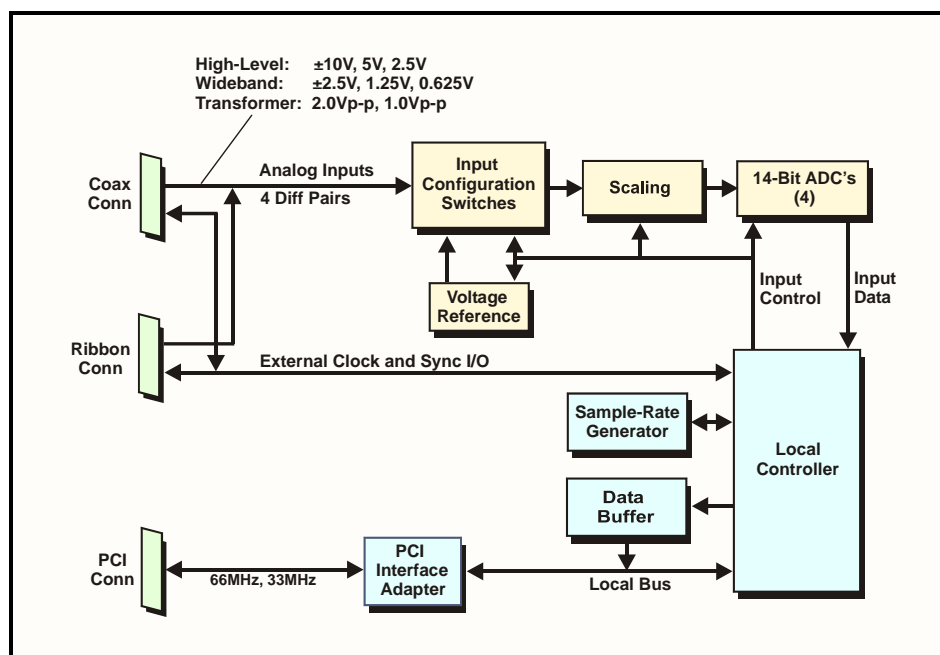 High-Level: ±10V, 5V, 2.5V
Wideband: ±2.5V, 1.25V, 0.625V
Transformer: 2.0Vp-p, 1.0Vp-p
Coax
Conn
Analog Inputs
4 Diff Pairs
Input
Configuration
Switches
Scaling
14-Bit ADC's
(4)
Voltage
Reference
Input
Control
Input
Data
Ribbon
Conn
External Clock and Sync I/O
Sample-Rate
Generator
Local
Controller
Data
Buffer
PCI
Conn
66MHz, 33MHz
PCI
Interface
Adapter
Local Bus